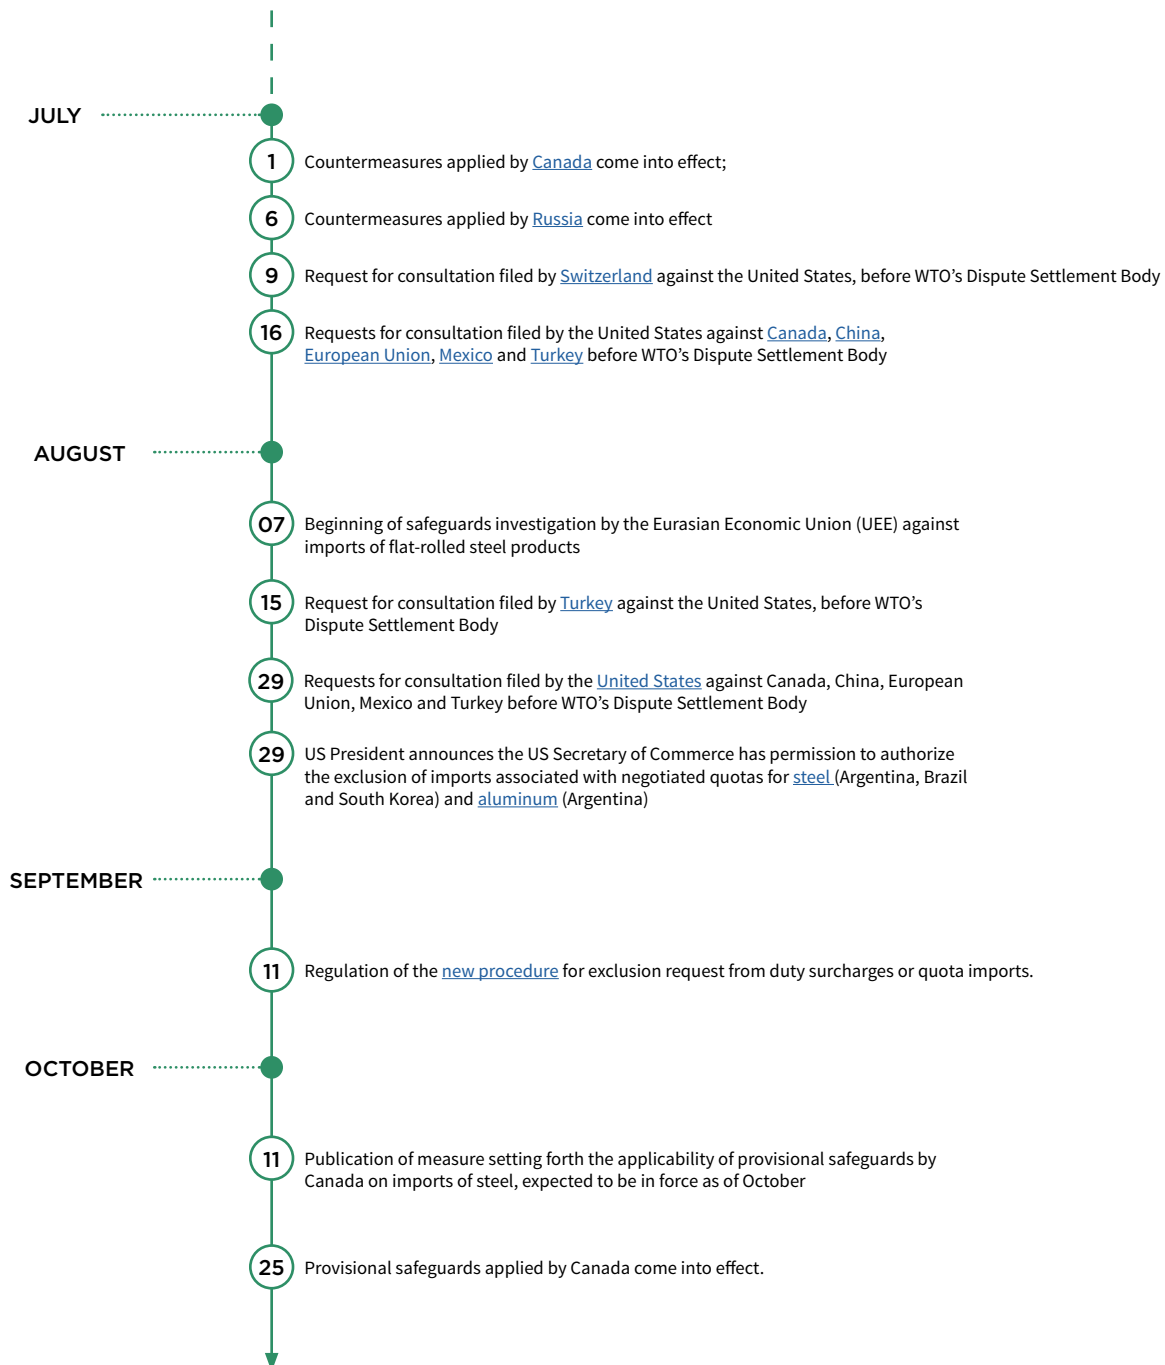 JULY
1
Countermeasures applied by Canada come into effect;
6
Countermeasures applied by Russia come into effect
9
Request for consultation filed by Switzerland against the United States, before WTO’s Dispute Settlement Body
16
Requests for consultation filed by the United States against Canada, China,
European Union, Mexico and Turkey before WTO’s Dispute Settlement Body
AUGUST
07
Beginning of safeguards investigation by the Eurasian Economic Union (UEE) against
imports of flat-rolled steel products
15
Request for consultation filed by Turkey against the United States, before WTO’s
Dispute Settlement Body
29
Requests for consultation filed by the United States against Canada, China, European
Union, Mexico and Turkey before WTO’s Dispute Settlement Body
29
US President announces the US Secretary of Commerce has permission to authorize
the exclusion of imports associated with negotiated quotas for steel (Argentina, Brazil
and South Korea) and aluminum (Argentina)
SEPTEMBER
11
Regulation of the new procedure for exclusion request from duty surcharges or quota imports.
OCTOBER
11
Publication of measure setting forth the applicability of provisional safeguards by
Canada on imports of steel, expected to be in force as of October
25
Provisional safeguards applied by Canada come into effect.